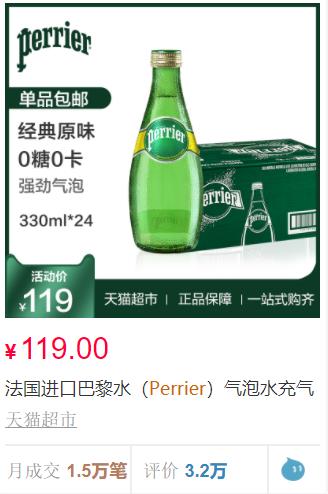 perrier
单品包邮
经典原味
0糖0卡
强劲气泡
330ml*24
perrier
perrier
perrier
活动价
¥119
天猫超市 | 正品保障 | 一站式购齐
¥ 119.00
法国进口巴黎水（Perrier）气泡水充气
天猫超市
月成交 1.5万笔 评价 3.2万